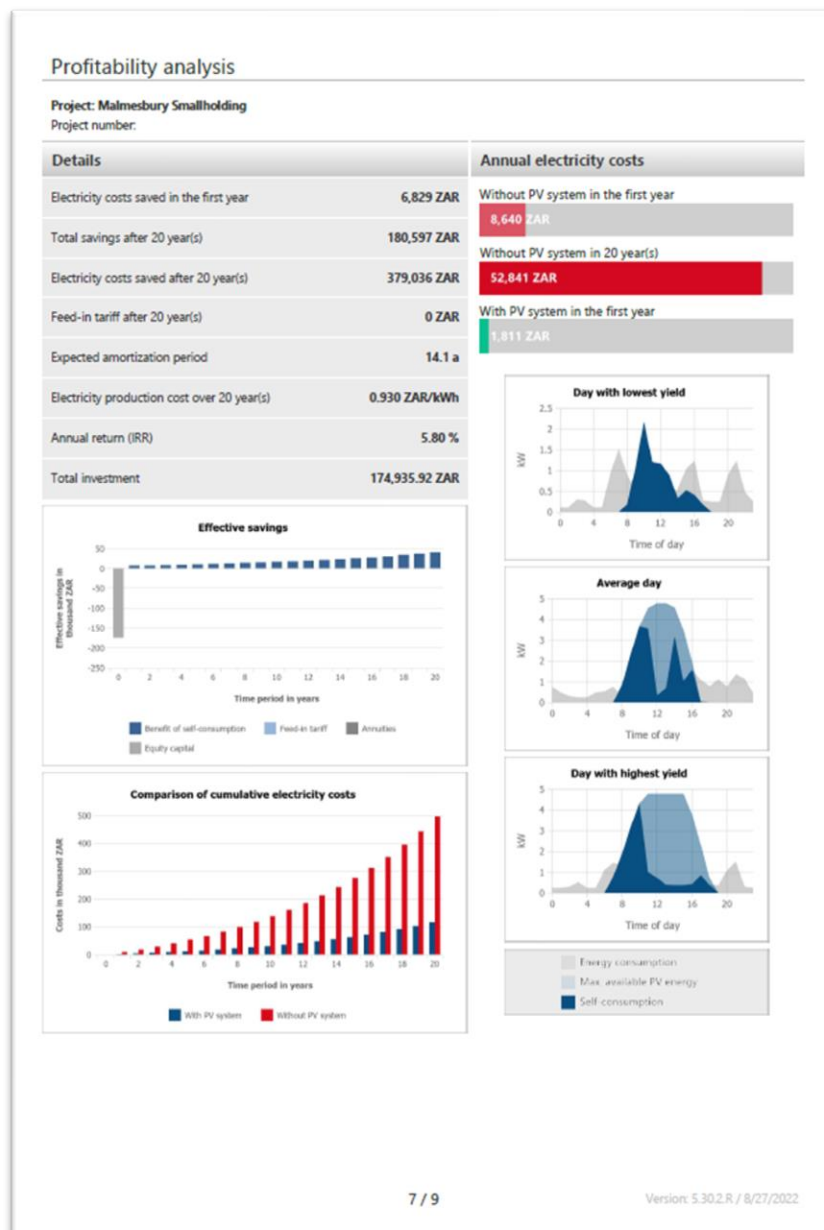 Profitability analysis
Project: Malmesbury Smallholding
Project number:
Details
Electricity costs saved in the first year 6,829 ZAR
Total savings after 20 year(s) 180,597 ZAR
Electricity costs saved after 20 year(s) 379,036 ZAR
Feed-in tariff after 20 year(s) 0 ZAR
Expected amortization period 14.1 a
Electricity production cost over 20 year(s) 0.930 ZAR/kWh
Annual return (IRR) 5.80 %
Total investment 174,935.92 ZAR
Effective savings
Effective savings in
thousand ZAR
50
0
-50
-100
-150
-200
-250
0 2 4 6 8 10 12 14 16 18 20
Time period in years
Benefit of self-consumption Feed-in tariff Annuities
Equity capital
Comparison of cumulative electricity costs
Costs in thousand ZAR
500
400
300
200
100
0
0 2 4 6 8 10 12 14 16 18 20
Time period in years
With PV system Without PV system
Annual electricity costs
Without PV system in the first year
8,640 ZAR
Without PV system in 20 year(s)
52,841 ZAR
With PV system in the first year
1,811 ZAR
Day with lowest yield
kW
2.5
2
1.5
1
0.5
0
0 4 8 12 16 20
Time of day
Average day
kW
5
4
3
2
1
0
0 4 8 12 16 20
Time of day
Day with highest yield
kW
5
4
3
2
1
0
0 4 8 12 16 20
Time of day
Energy consumption
Max. available PV energy
Self-consumption
7 / 9
Version: 5.30.2.R / 8/27/2022